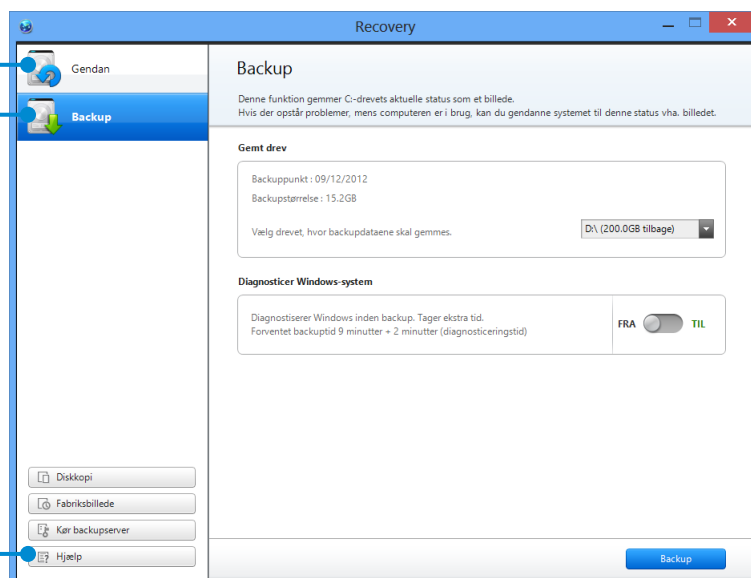 Recovery
Gendan
Backup
Backup
Denne funktion gemmer C:-drevets aktuelle status som et billede.
Hvis der opstår problemer, mens computeren er i brug, kan du gendanne systemet til denne status vha. billedet.
Gemt drev
Backuppunkt : 09/12/2012
Backupstørrelse : 15.2GB
Vælg drevet, hvor backupdataene skal gemmes.
D:\ (200.0GB tilbage)
Diagnosticer Windows-system
Diagnostiserer Windows inden backup. Tager ekstra tid.
Forventet backuptid 9 minutter + 2 minutter (diagnosticeringstid)
FRA TIL
Diskkopi
Fabriksbillede
Kør backupserver
Hjælp
Backup